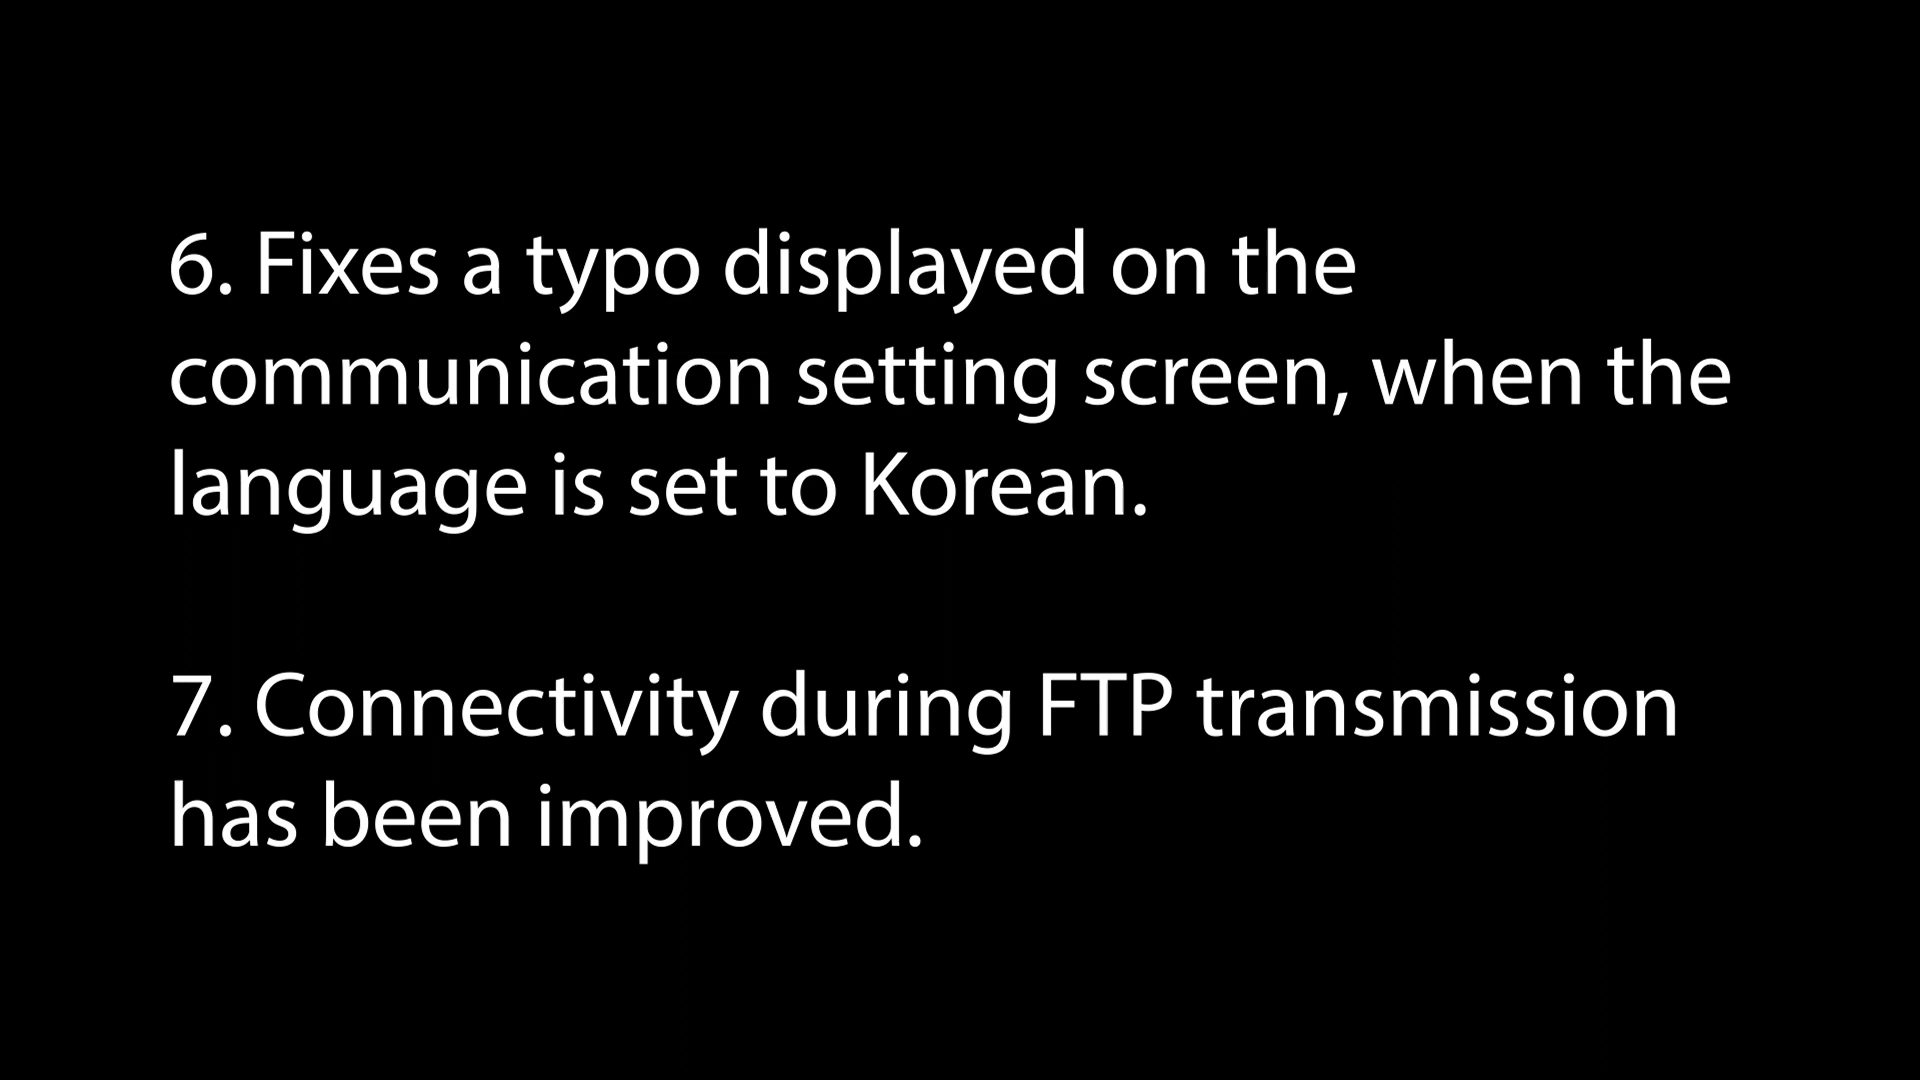 6. Fixes a typo displayed on the
communication setting screen, when the
language is set to Korean.
7. Connectivity during FTP transmission
has been improved.